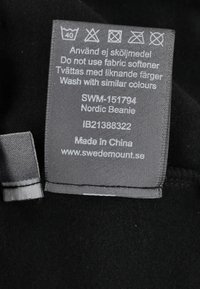 40
Använd ej sköljmedel
Do not use fabric softener
Tvättas med liknande färger
Wash with similar colours
SWM-151794
Nordic Beanie
IB21388322
Made in China
www.swedemount.se